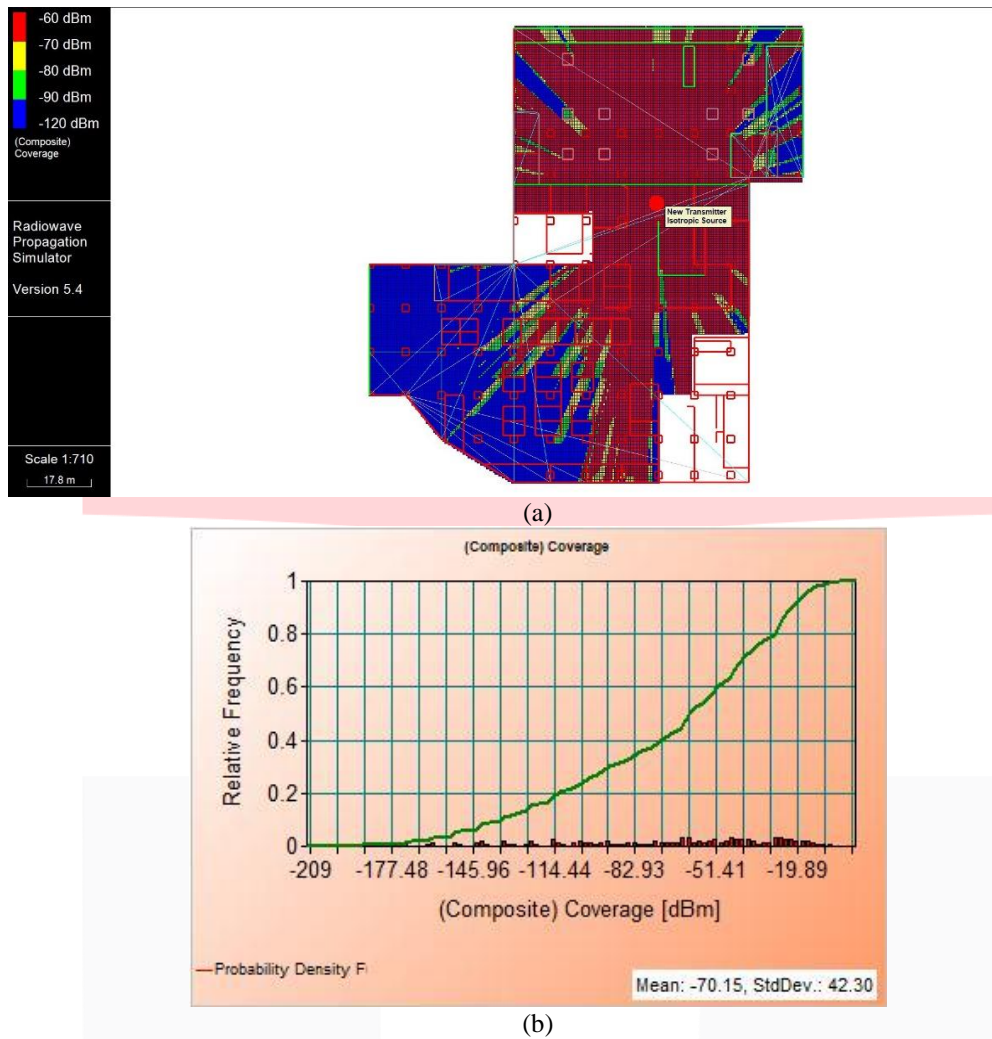 -60 dBm
-70 dBm
-80 dBm
-90 dBm
-120 dBm
(Composite)
Coverage
Radiowave
Propagation
Simulator
Version 5.4
Scale 1:710
17.8 m
New Transmitter
Isotropic Source
(a)
(Composite) Coverage
Relative Frequency
1
0.8
0.6
0.4
0.2
0
-209
-177.48
-145.96
-114.44
-82.93
-51.41
-19.89
(Composite) Coverage [dBm]
Probability Density F
Mean: -70.15, StdDev.: 42.30
(b)